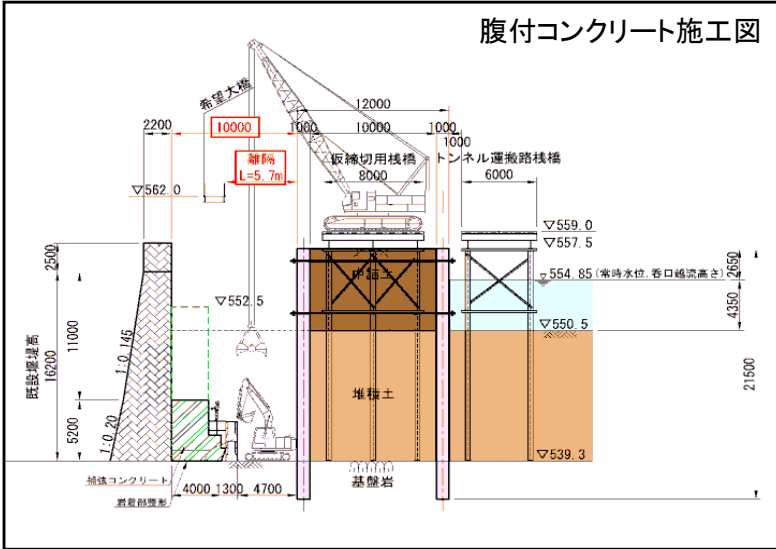 腹付コンクリート施工図
希望大橋
12000
2200
10000
1000
10000
1000
1000
離隔
L=5.7m
仮締切用桟橋
トンネル運搬路桟橋
8000
6000
▽562.0
▽559.0
▽557.5
2500
中詰土
554.85(常時水位,呑口越流高さ)
2650
▽552.5
4350
▽550.5
既設堰堤高
16200
11000
1:0.145
21500
堆積土
5200
1:0.20
▽539.3
補強コンクリート
岩着部整形
4000
1300
4700
基盤岩